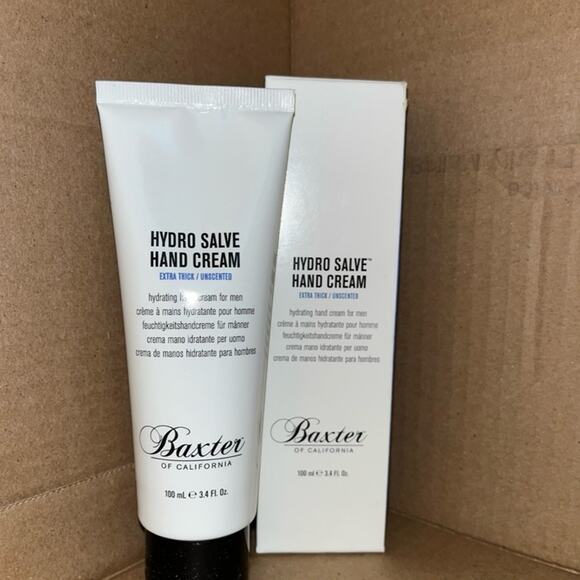 HYDRO SALVE
HAND CREAM
EXTRA THICK / UNSCENTED
hydrating hand cream for men
crème à mains hydratante pour homme
feuchtigkeitshandcreme für männer
crema mano idratante per uomo
crema de manos hidratante para hombres
Baxter
OF CALIFORNIA
100 mL ℮ 3.4 Fl. Oz.
HYDRO SALVE™
HAND CREAM
EXTRA THICK / UNSCENTED
hydrating hand cream for men
crème à mains hydratante pour homme
feuchtigkeitshandcreme für männer
crema mano idratante per uomo
crema de manos hidratante para hombres
Baxter
OF CALIFORNIA
100 ml ℮ 3.4 Fl. Oz.